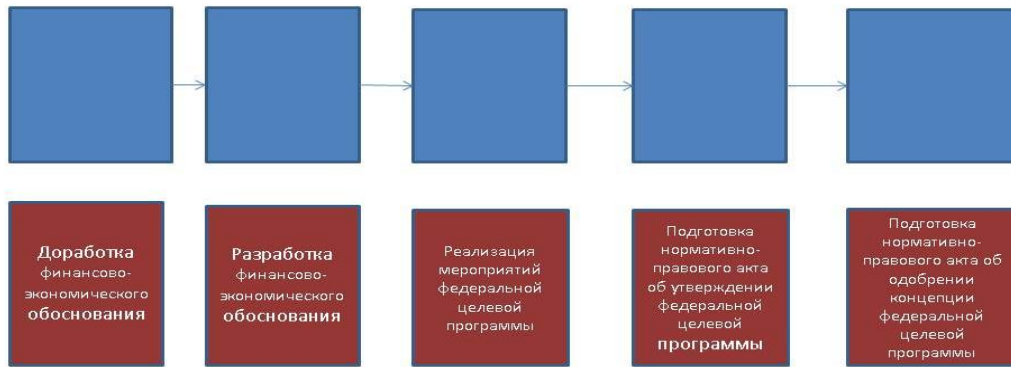 Доработка
финансово-
экономического
обоснования
Разработка
финансово-
экономического
обоснования
Реализация
мероприятий
федеральной
целевой
программы
Подготовка
нормативно-
правового акта
об утверждении
федеральной
целевой
программы
Подготовка
нормативно-
правового акта об
одобрении
концепции
федеральной
целевой
программы